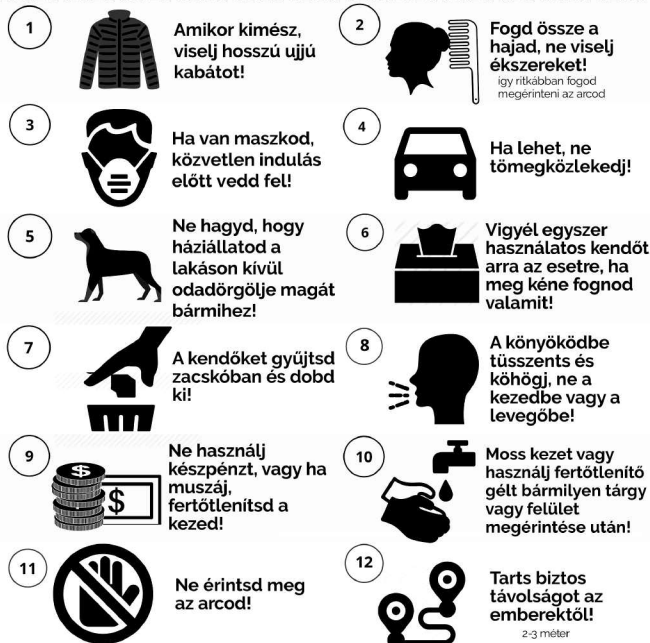 1
Amikor kimész,
viselj hosszú ujjú
kabátot!
2
Fogd össze a
hajad, ne viselj
ékszereket!
így ritkábban fogod
megérinteni az arcod
3
Ha van maszkod,
közvetlen indulás
előtt vedd fel!
4
Ha lehet, ne
tömegközlekedj!
5
Ne hagyd, hogy
háziállatod a
lakáson kívül
odadörgölje magát
bármihez!
6
Vigyél egyszer
használatos kendőt
arra az esetre, ha
meg kéne fognod
valamit!
7
A kendőket gyűjtsd
zacskóban és dobd
ki!
8
A könyöködbe
tüsszents és
köhögj, ne a
kezedbe vagy a
levegőbe!
9
$
$
Ne használj
készpénzt, vagy ha
muszáj,
fertőtlenítsd a
kezed!
10
Moss kezet vagy
használj fertőtlenítő
gélt bármilyen tárgy
vagy felület
megérintése után!
11
Ne érintsd meg
az arcod!
12
Tarts biztos
távolságot az
emberektől!
2-3 méter